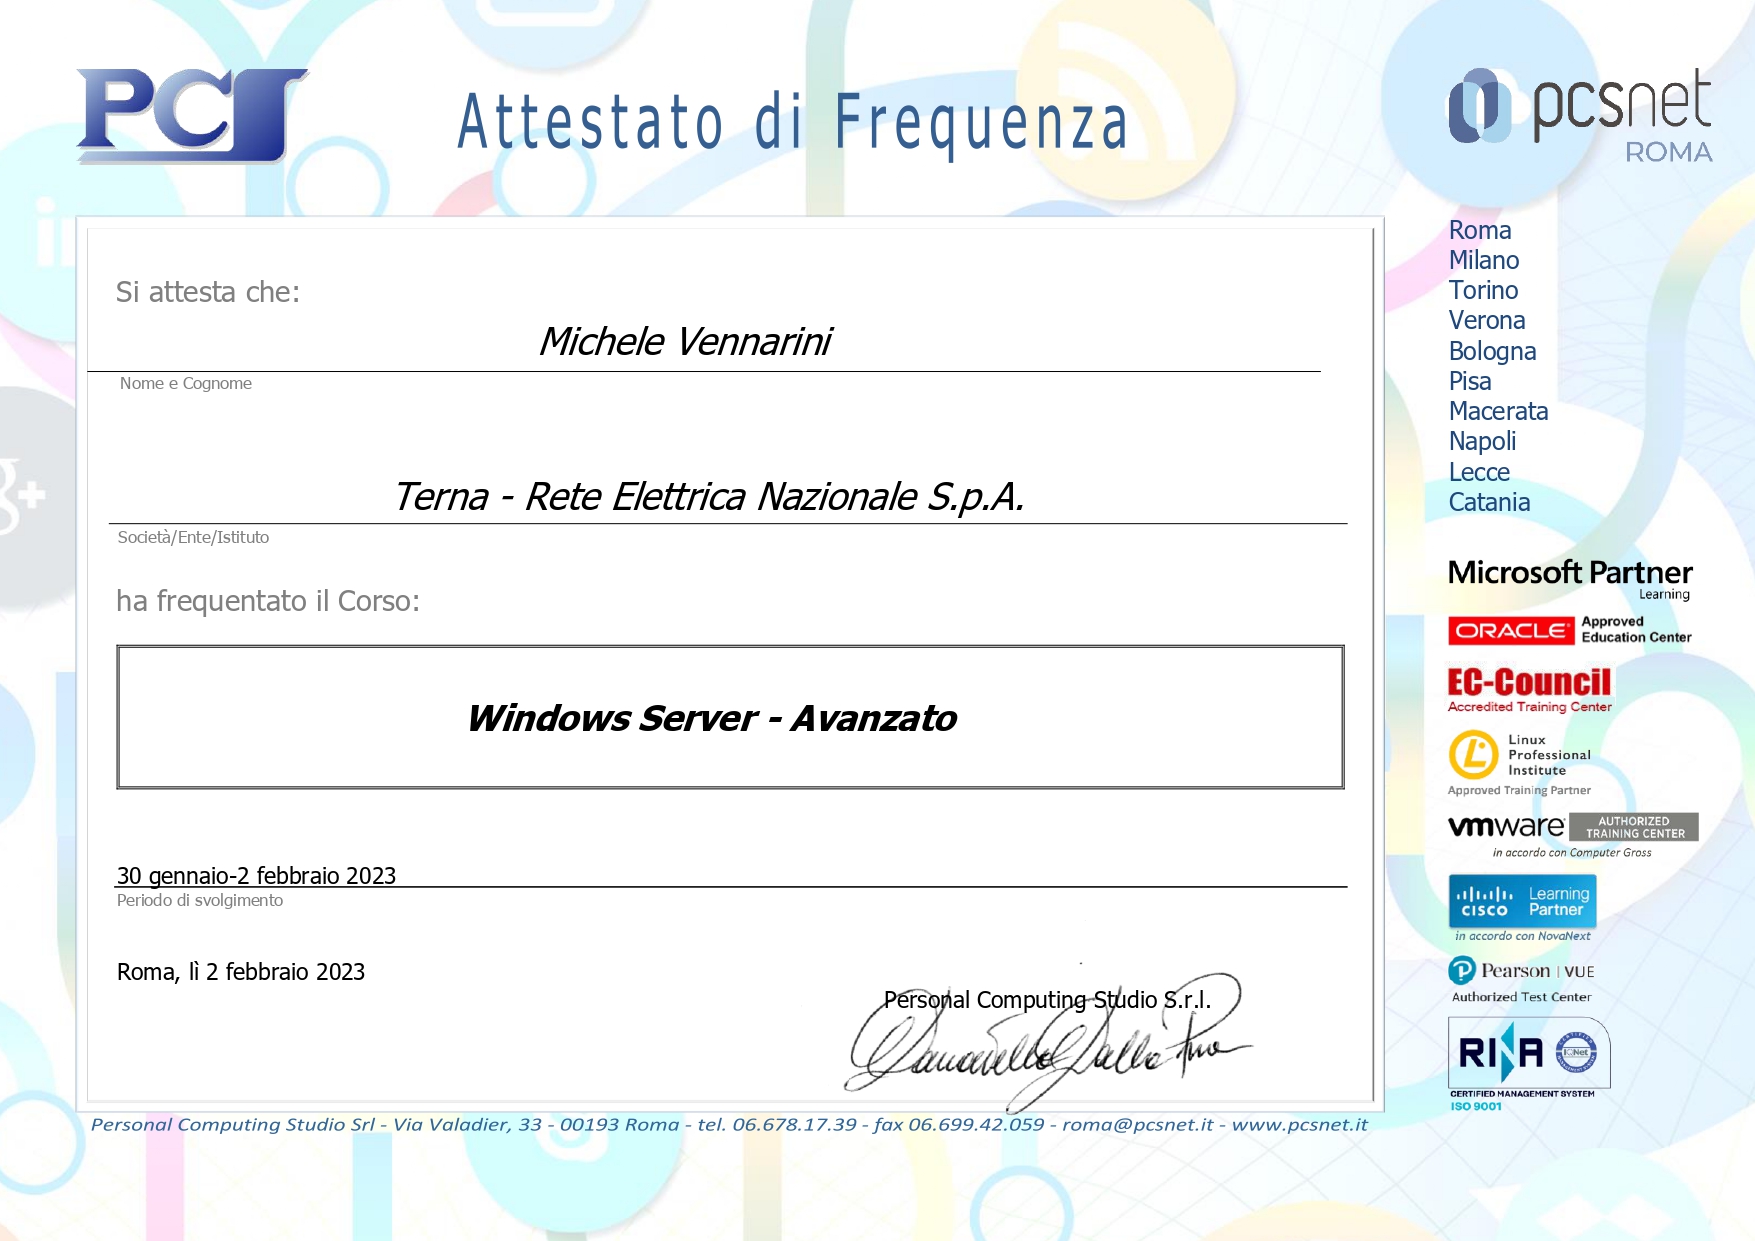 PCS
Attestato di Frequenza
pcsnet
ROMA
Si attesta che:
Michele Vennarini
Nome e Cognome
Terna - Rete Elettrica Nazionale S.p.A.
Società/Ente/Istituto
ha frequentato il Corso:
Windows Server - Avanzato
30 gennaio-2 febbraio 2023
Periodo di svolgimento
Roma, lì 2 febbraio 2023
Personal Computing Studio S.r.l.
Personal Computing Studio Srl - Via Valadier, 33 - 00193 Roma - tel. 06.678.17.39 - fax 06.699.42.059 - roma@pcsnet.it - www.pcsnet.it
Roma
Milano
Torino
Verona
Bologna
Pisa
Macerata
Napoli
Lecce
Catania
Microsoft Partner
Learning
ORACLE Approved
Education Center
EC-Council
Accredited Training Center
Linux
Professional
Institute
Approved Training Partner
vmware AUTHORIZED
TRAINING CENTER
in accordo con Computer Gross
CISCO Learning
Partner
in accordo con NovaNext
Pearson | VUE
Authorized Test Center
RINA
IQNet
CERTIFIED MANAGEMENT SYSTEM
ISO 9001